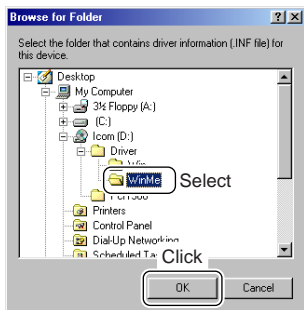 Browse for Folder
Select the folder that contains driver information (.INF file) for
this device.
Desktop
My Computer
3½ Floppy (A:)
(C:)
Icom (D:)
Driver
WinMe
Select
Printers
Control Panel
Dial-Up Networking
Click
OK
Cancel